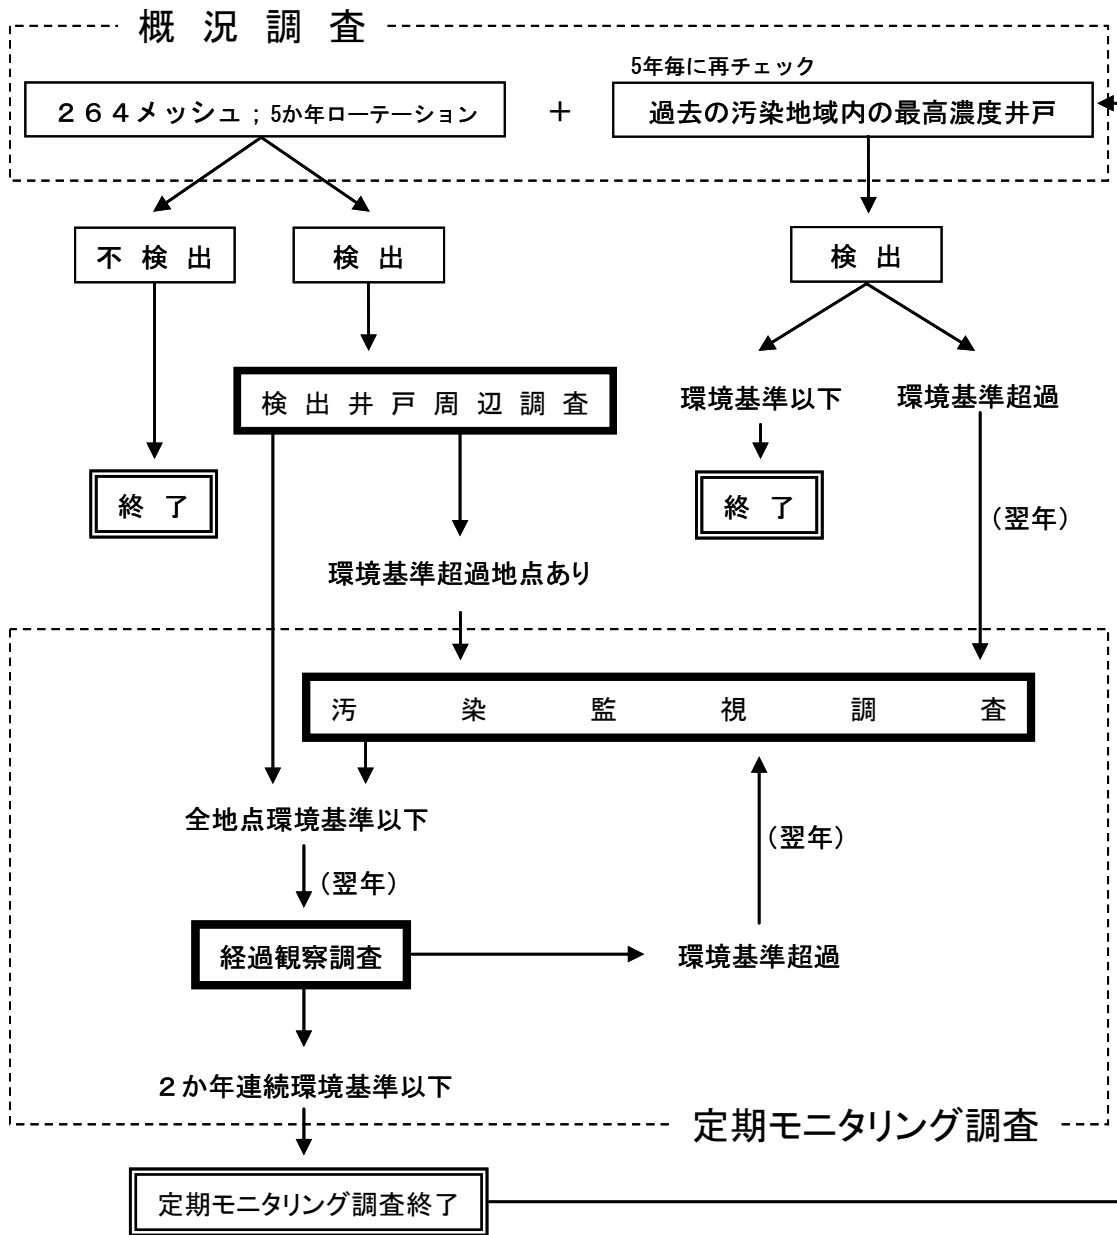 概況調査
5年毎に再チェック
264メッシュ；5か年ローテーション
+
過去の汚染地域内の最高濃度井戸
不検出
検出
検出
検出井戸周辺調査
環境基準以下
環境基準超過
終了
終了
（翌年）
環境基準超過地点あり
汚染監視調査
全地点環境基準以下
（翌年）
（翌年）
経過観察調査
環境基準超過
2か年連続環境基準以下
定期モニタリング調査
定期モニタリング調査終了